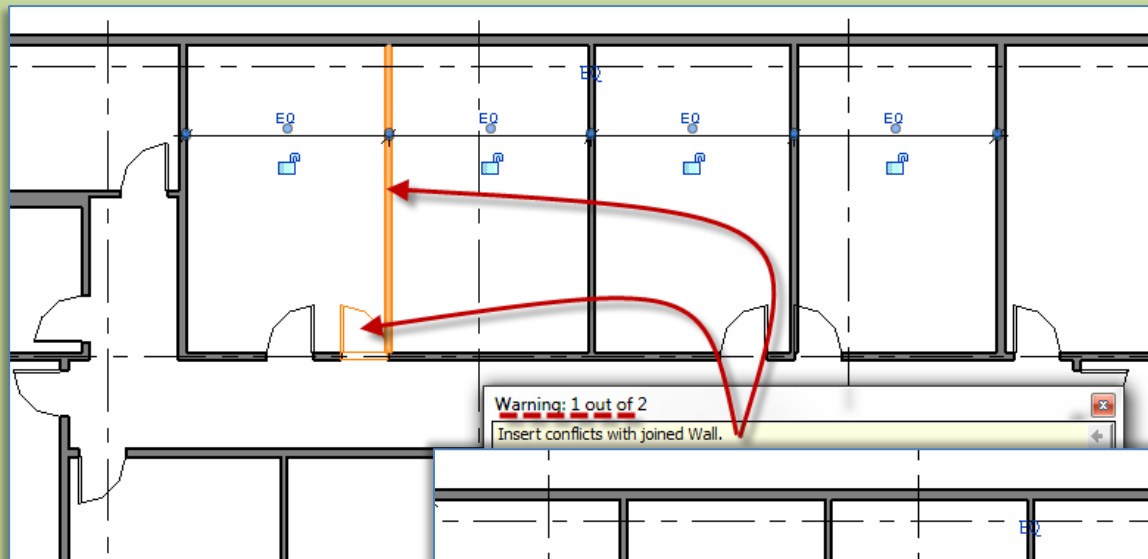 EQ
EQ EQ EQ EQ
Warning: 1 out of 2
Insert conflicts with joined Wall.
EQ